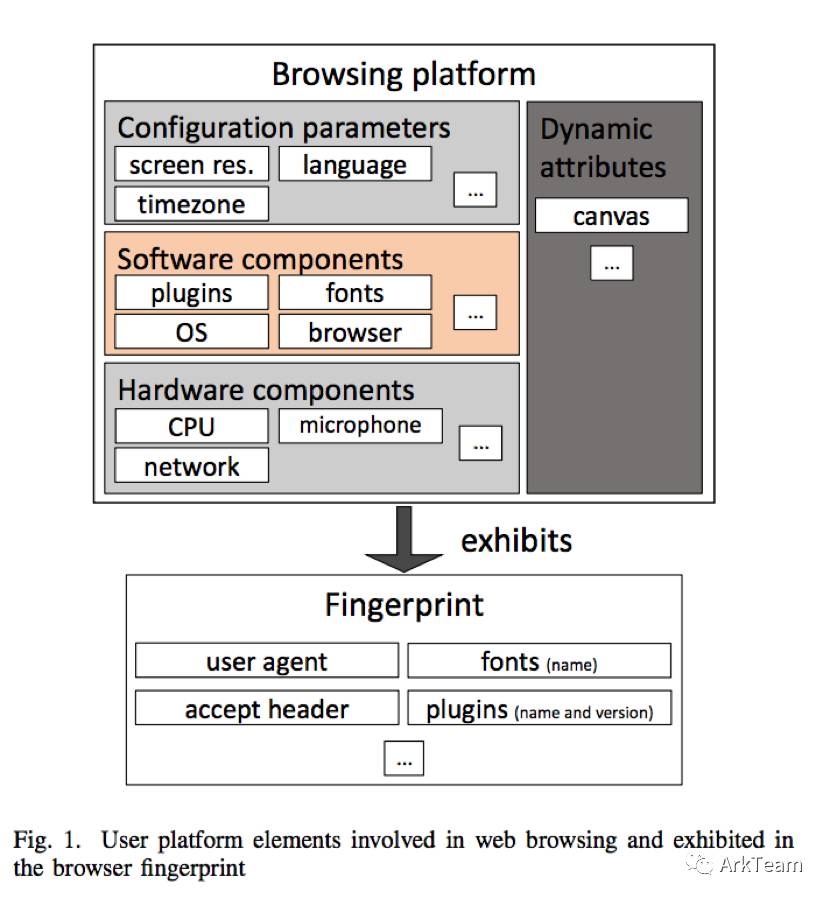 Browsing platform
Configuration parameters
screen res.
language
timezone
...
Dynamic
attributes
canvas
...
Software components
plugins
fonts
OS
browser
...
Hardware components
CPU
microphone
network
...
exhibits
Fingerprint
user agent
fonts (name)
accept header
plugins (name and version)
...
Fig. 1. User platform elements involved in web browsing and exhibited in
the browser fingerprint
ArkTeam